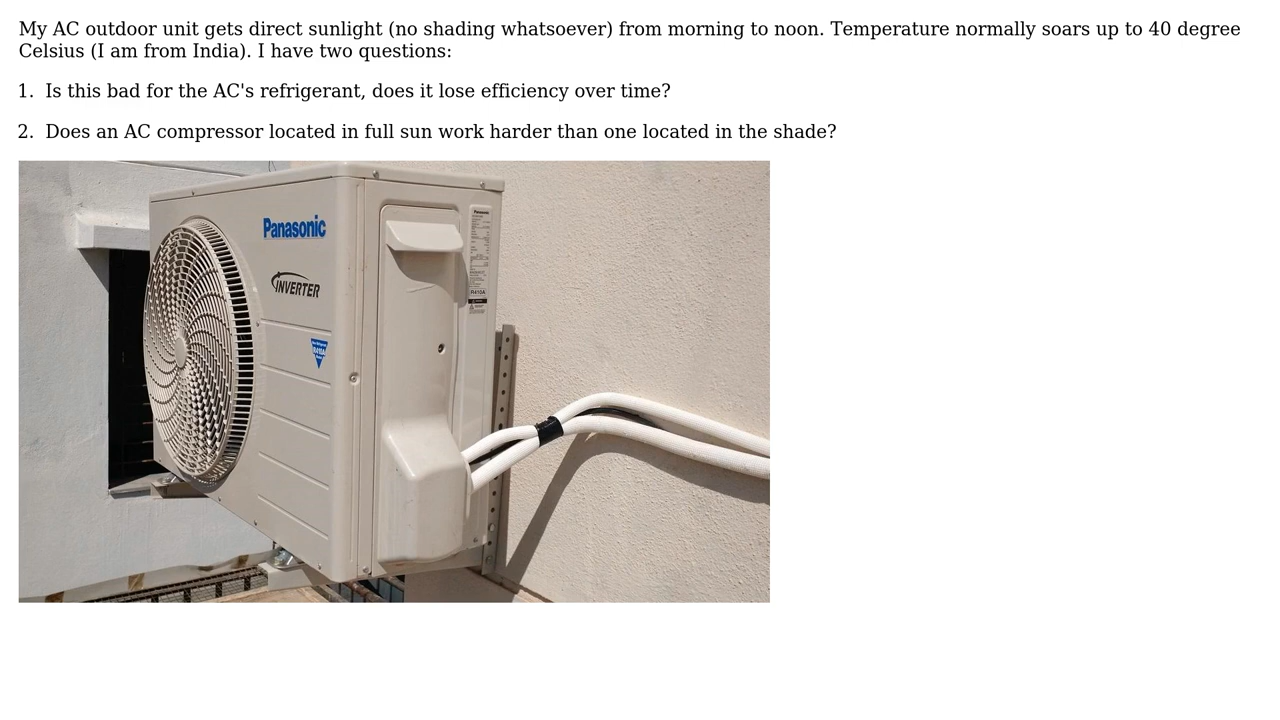 My AC outdoor unit gets direct sunlight (no shading whatsoever) from morning to noon. Temperature normally soars up to 40 degree
Celsius (I am from India). I have two questions:
1. Is this bad for the AC's refrigerant, does it lose efficiency over time?
2. Does an AC compressor located in full sun work harder than one located in the shade?
Panasonic
INVERTER
R410A
Panasonic
R410A